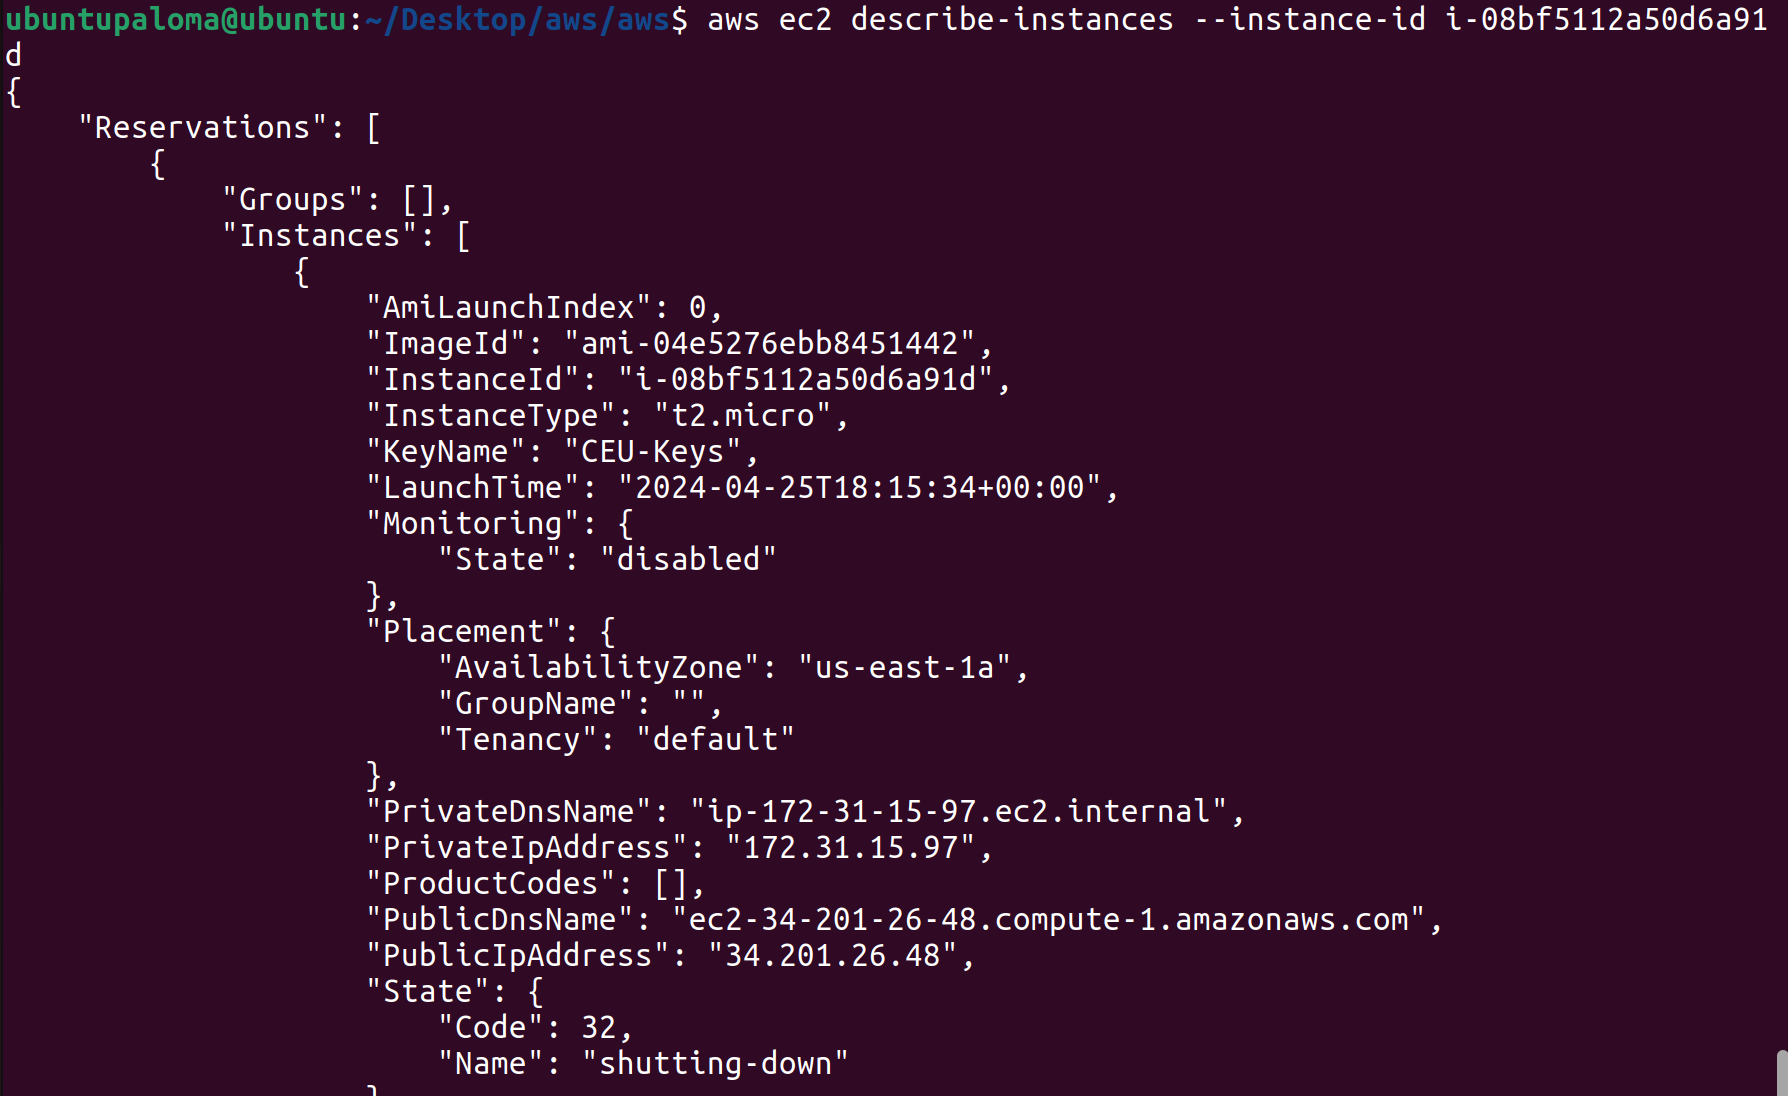 ubuntupaloma@ubuntu:~/Desktop/aws/aws$ aws ec2 describe-instances --instance-id i-08bf5112a50d6a91
d
{
    "Reservations": [
        {
            "Groups": [],
            "Instances": [
                {
                    "AmiLaunchIndex": 0,
                    "ImageId": "ami-04e5276ebb8451442",
                    "InstanceId": "i-08bf5112a50d6a91d",
                    "InstanceType": "t2.micro",
                    "KeyName": "CEU-Keys",
                    "LaunchTime": "2024-04-25T18:15:34+00:00",
                    "Monitoring": {
                        "State": "disabled"
                    },
                    "Placement": {
                        "AvailabilityZone": "us-east-1a",
                        "GroupName": "",
                        "Tenancy": "default"
                    },
                    "PrivateDnsName": "ip-172-31-15-97.ec2.internal",
                    "PrivateIpAddress": "172.31.15.97",
                    "ProductCodes": [],
                    "PublicDnsName": "ec2-34-201-26-48.compute-1.amazonaws.com",
                    "PublicIpAddress": "34.201.26.48",
                    "State": {
                        "Code": 32,
                        "Name": "shutting-down"
                    }